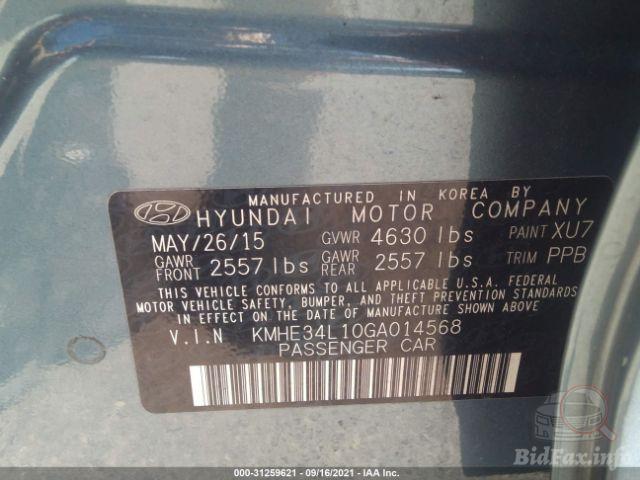 MANUFACTURED IN KOREA BY
HYUNDAI MOTOR COMPANY
MAY/26/15 GVWR 4630 lbs PAINT XU7
GAWR FRONT 2557 lbs GAWR REAR 2557 lbs TRIM PPB
THIS VEHICLE CONFORMS TO ALL APPLICABLE U.S.A. FEDERAL
MOTOR VEHICLE SAFETY, BUMPER, AND THEFT PREVENTION STANDARDS
IN EFFECT ON THE DATE OF MANUFACTURE SHOWN ABOVE.
V.I.N KMHE34L10GA014568
PASSENGER CAR
BidFax.info
000-31259621 - 09/16/2021 - IAA Inc.